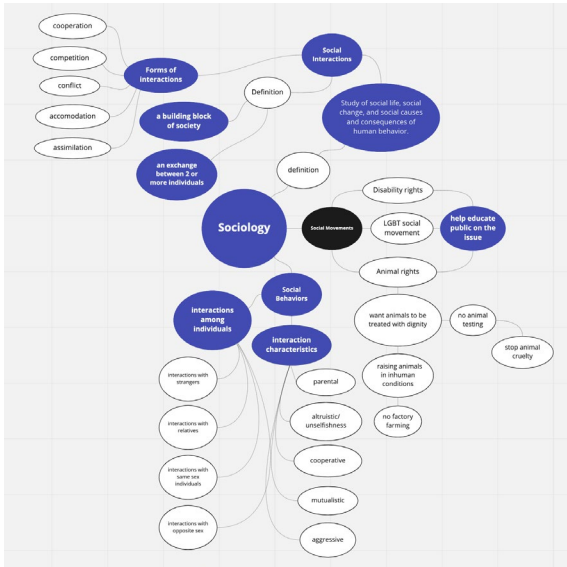 cooperation
competition
conflict
accomodation
assimilation
Forms of
interactions
Social
Interactions
Definition
a building block
of society
an exchange
between 2 or
more individuals
Study of social life, social
change, and social causes
and consequences of
human behavior.
definition
Sociology
Social Movements
Disability rights
LGBT social
movement
Animal rights
help educate
public on the
issue
want animals to be
treated with dignity
no animal
testing
stop animal
cruelty
raising animals
in inhuman
conditions
no factory
farming
Social
Behaviors
interactions
among
individuals
interaction
characteristics
interactions with
strangers
interactions with
relatives
interactions with
same sex
individuals
interactions with
opposite sex
parental
altruistic/
unselfishness
cooperative
mutualistic
aggressive